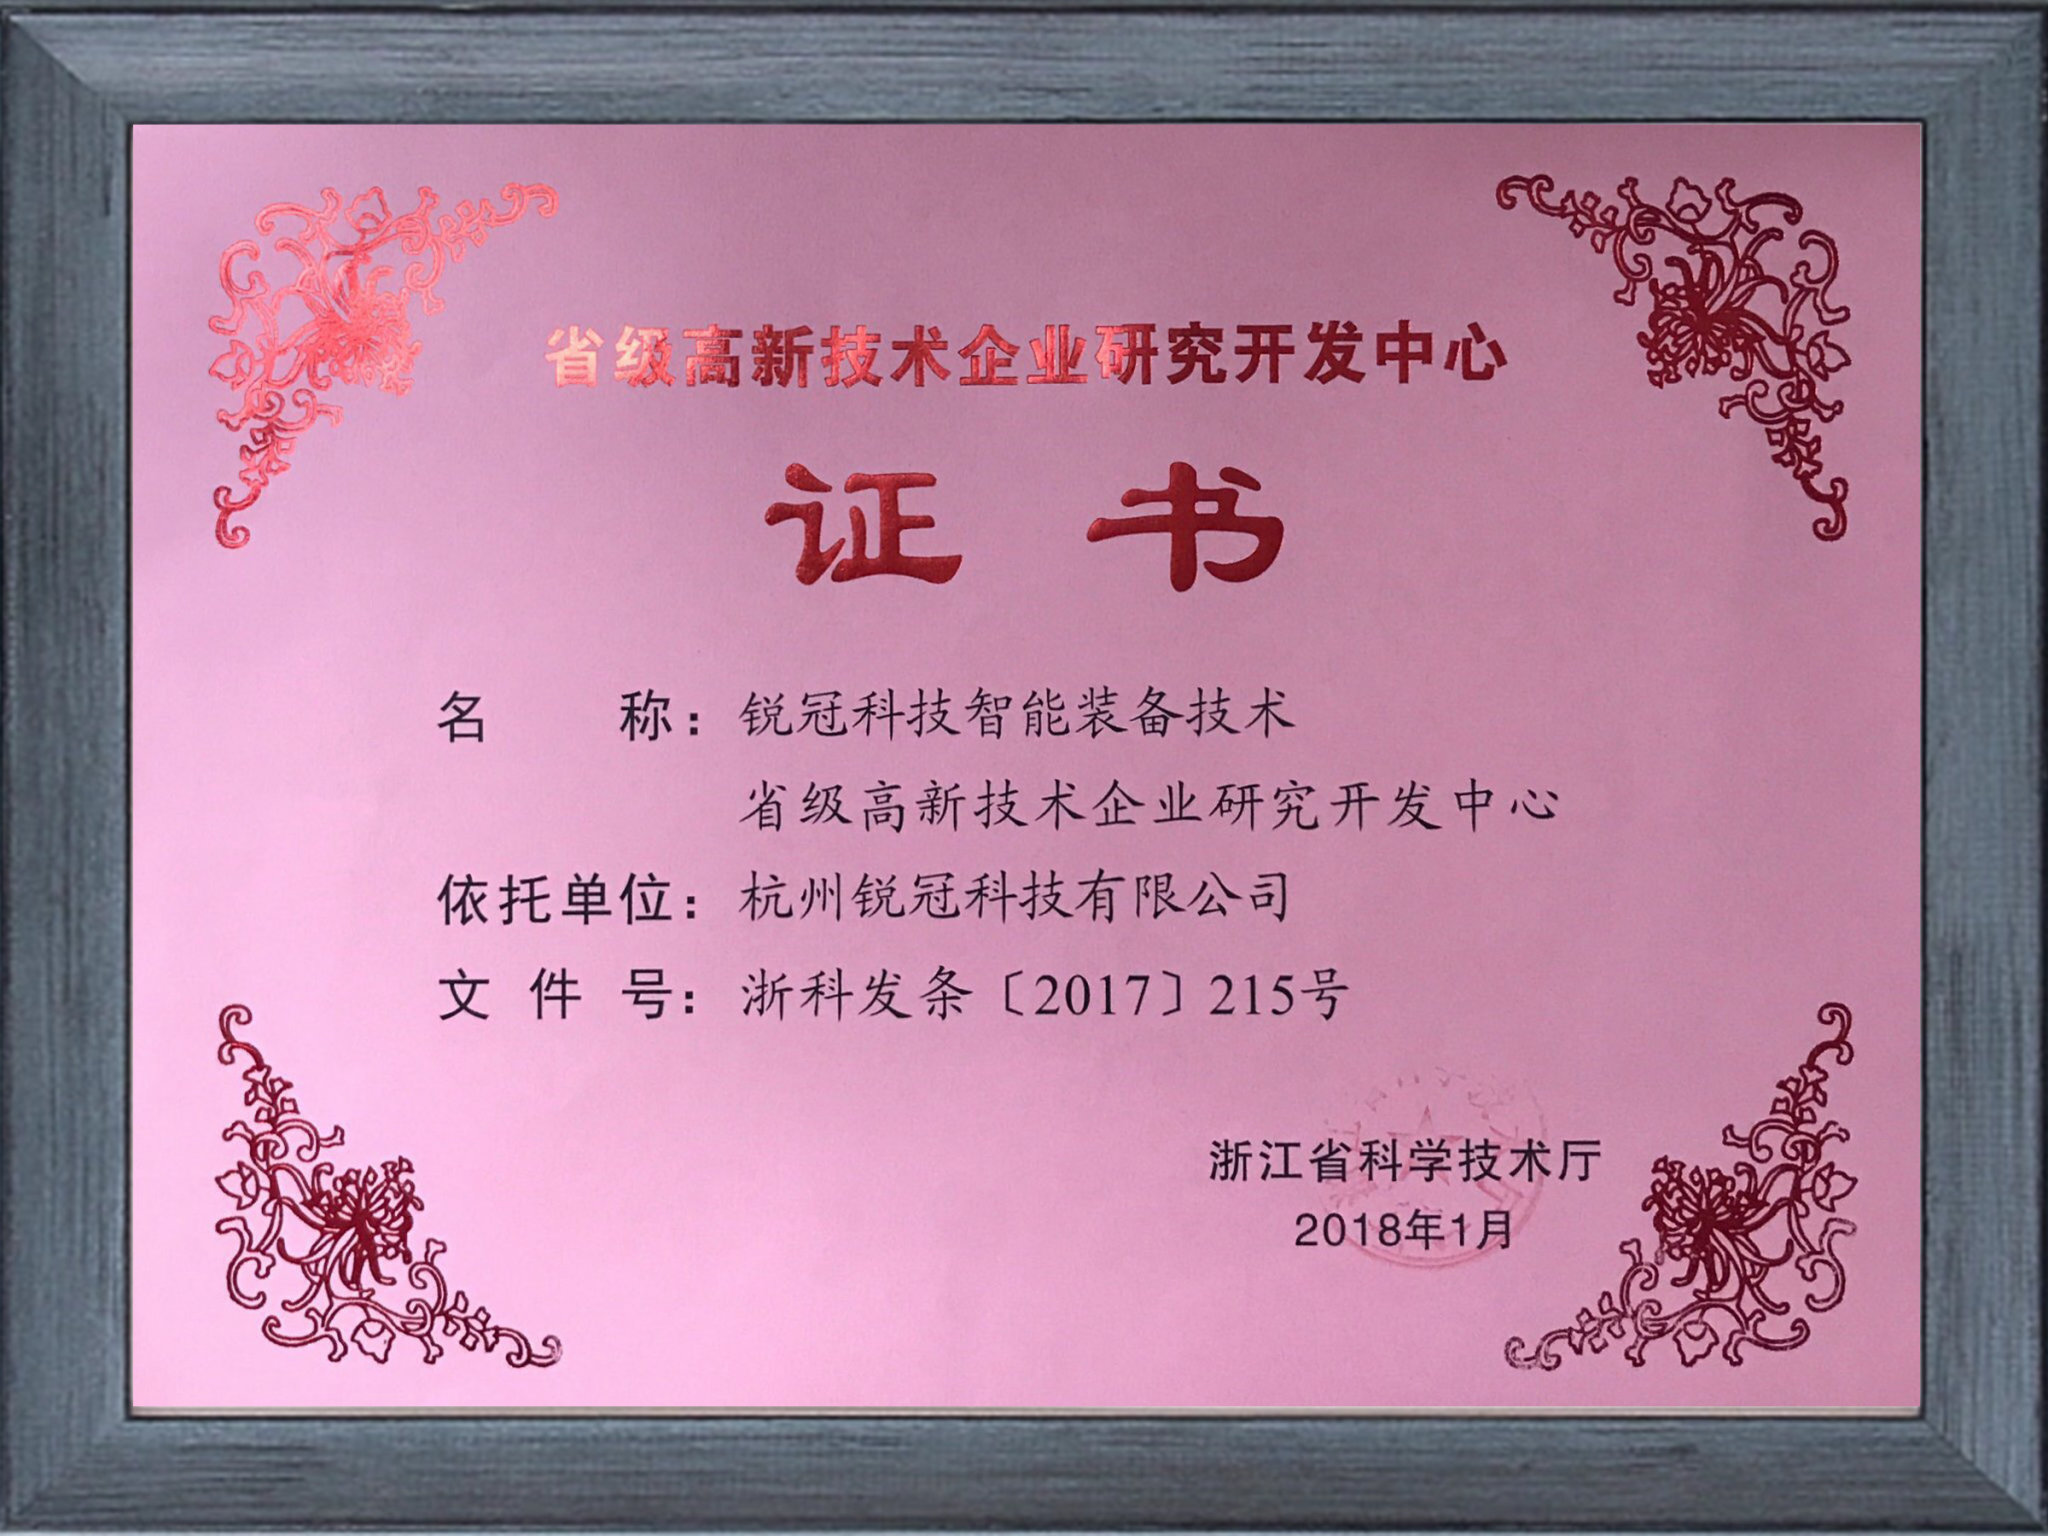 省级高新技术企业研究开发中心
证书
名称：锐冠科技智能装备技术
省级高新技术企业研究开发中心
依托单位：杭州锐冠科技有限公司
文件号：浙科发条〔2017〕215号
浙江省科学技术厅
2018年1月